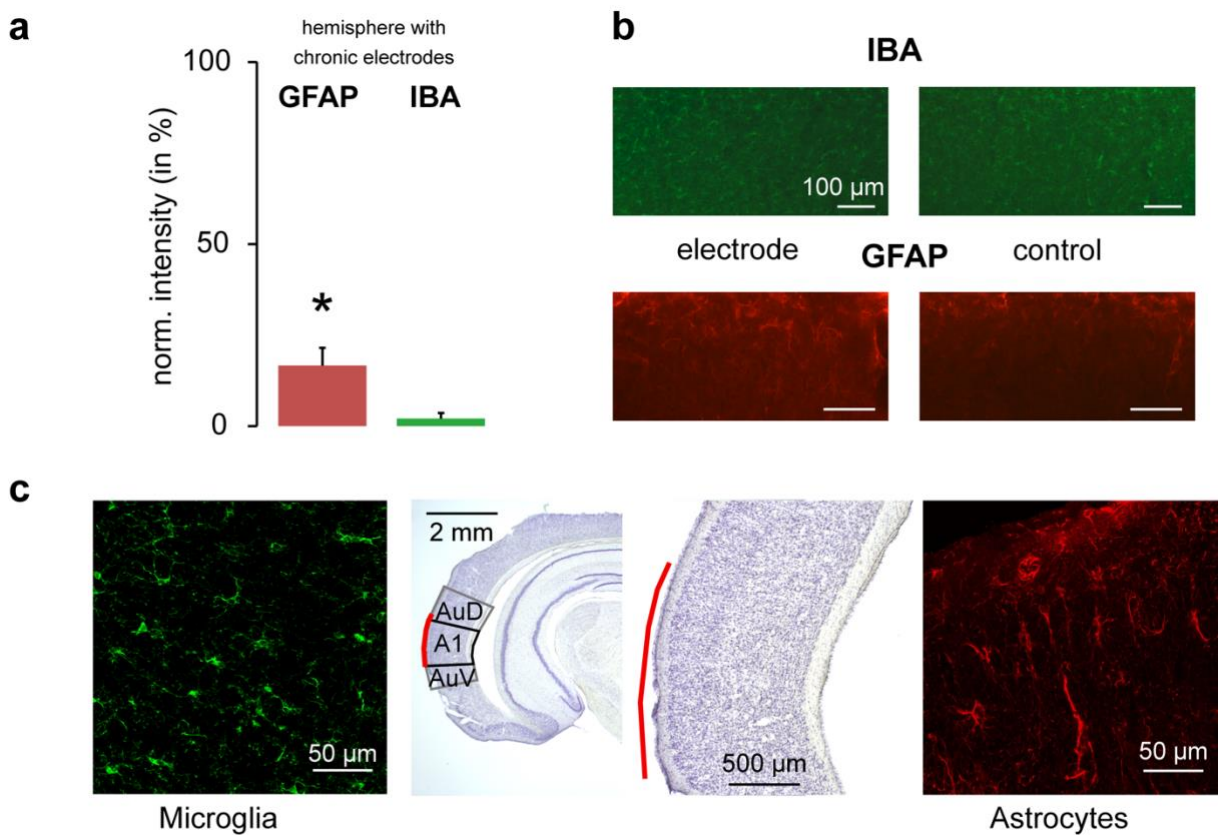 a
hemisphere with
chronic electrodes
100
GFAP
IBA
norm. intensity (in %)
50
*
0
b
IBA
100 µm
electrode
GFAP
control
c
2 mm
AuD
A1
AuV
50 µm
500 µm
50 µm
Microglia
Astrocytes